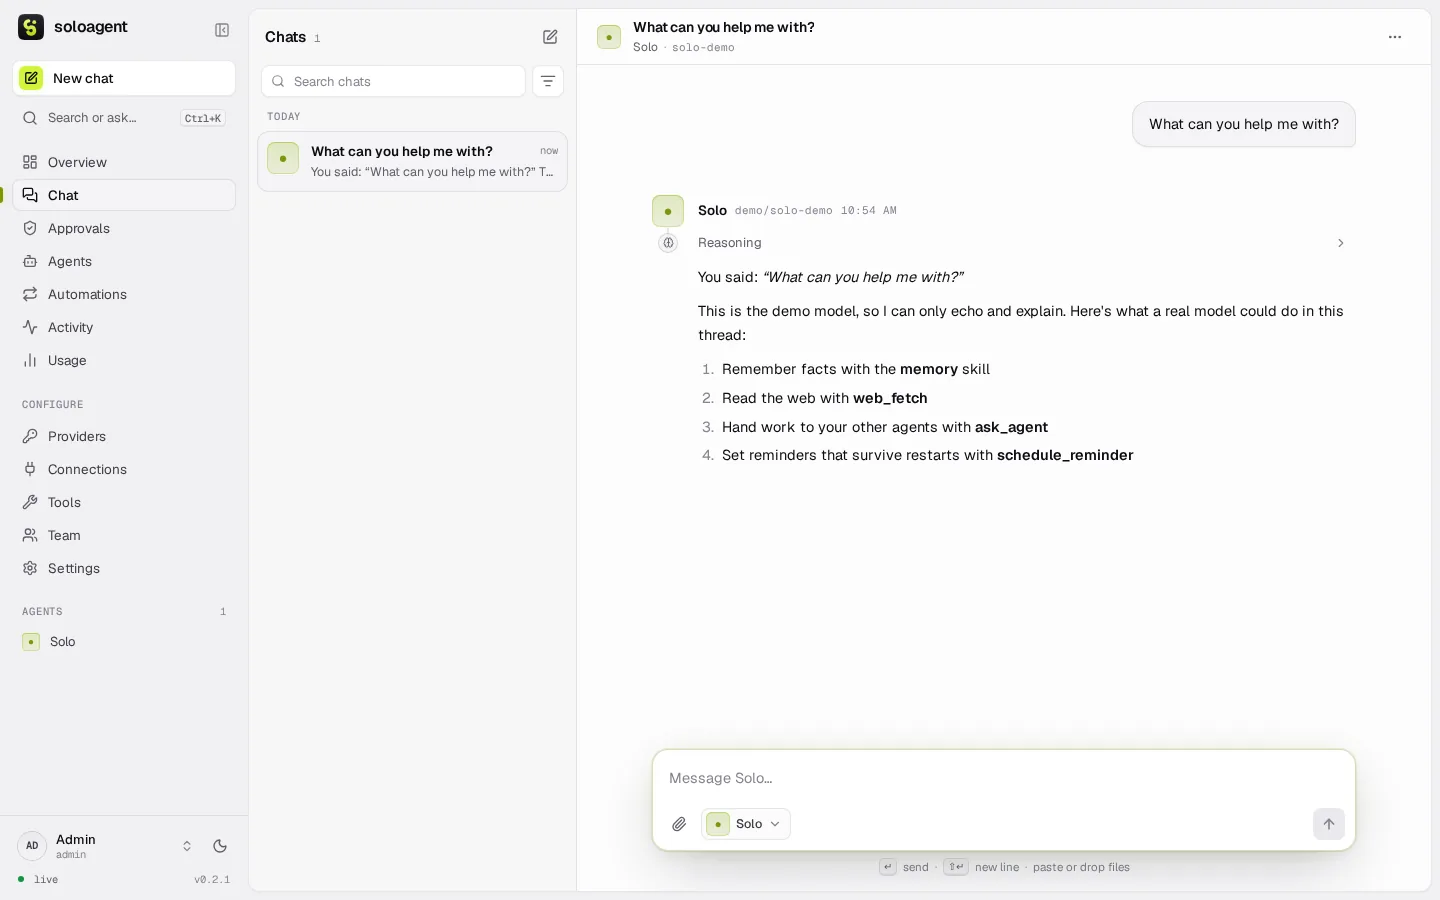 soloagent
New chat
Search or ask...
Ctrl+K
Overview
Chat
Approvals
Agents
Automations
Activity
Usage
CONFIGURE
Providers
Connections
Tools
Team
Settings
AGENTS 1
Solo
AD
Admin
admin
live
v0.2.1
Chats 1
Search chats
TODAY
What can you help me with? now
You said: “What can you help me with?” T...
What can you help me with?
Solo · solo-demo
What can you help me with?
Solo demo/solo-demo 10:54 AM
Reasoning
You said: “What can you help me with?”
This is the demo model, so I can only echo and explain. Here's what a real model could do in this
thread:
1. Remember facts with the memory skill
2. Read the web with web_fetch
3. Hand work to your other agents with ask_agent
4. Set reminders that survive restarts with schedule_reminder
Message Solo...
Solo
↵ send · ⇧↵ new line · paste or drop files